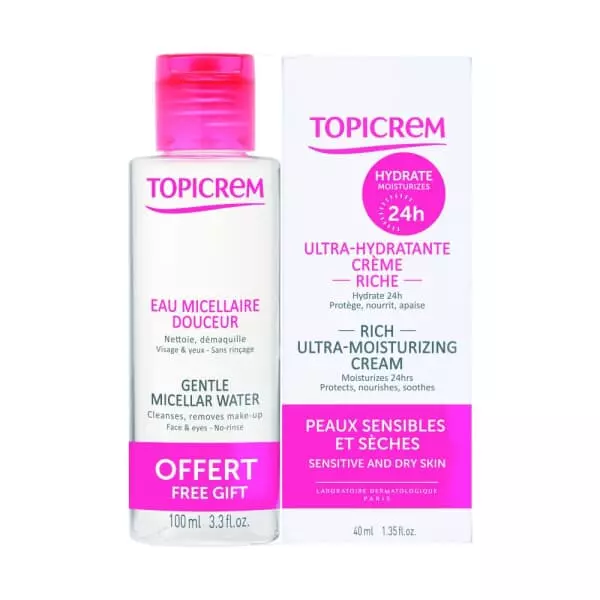 TOPICREM
EAU MICELLAIRE
DOUCEUR
Nettoie, démaquille
Visage & yeux - Sans rinçage
GENTLE
MICELLAR WATER
Cleanses, removes make-up
Face & eyes - No-rinse
OFFERT
FREE GIFT
100 ml 3.3 fl.oz.
TOPICREM
HYDRATE
MOISTURIZES
24h
ULTRA-HYDRATANTE
CRÈME
RICHE
Hydrate 24h
Protège, nourrit, apaise
RICH
ULTRA-MOISTURIZING
CREAM
Moisturizes 24hrs
Protects, nourishes, soothes
PEAUX SENSIBLES
ET SÈCHES
SENSITIVE AND DRY SKIN
LABORATOIRE DERMATOLOGIQUE
PARIS
40 ml 1.35 fl.oz.